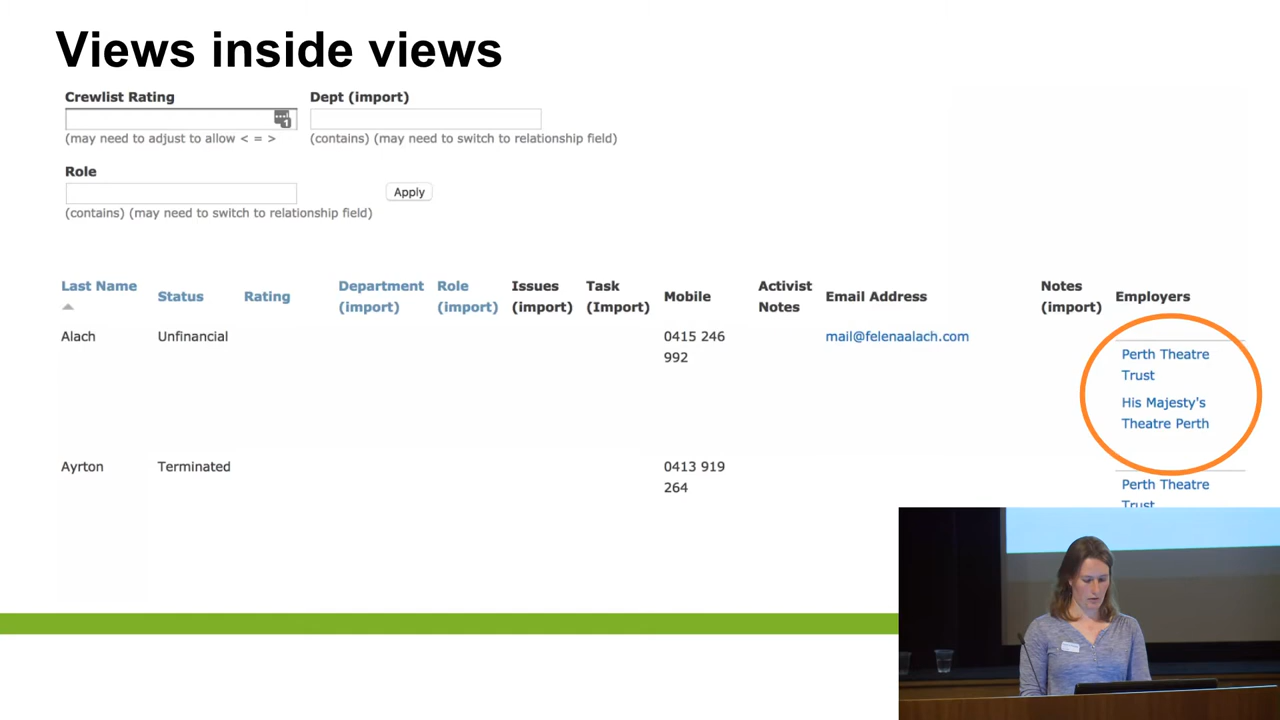 Views inside views
Crewlist Rating
Dept (import)
(may need to adjust to allow < = >
(contains) (may need to switch to relationship field)
Role
Apply
(contains) (may need to switch to relationship field)
Last Name
Status
Rating
Department
(import)
Role
(import)
Issues
(import)
Task
(Import)
Mobile
Activist
Notes
Email Address
Notes
(import)
Employers
Alach
Unfinancial
0415 246
992
mail@felenaalach.com
Perth Theatre
Trust
His Majesty's
Theatre Perth
Ayrton
Terminated
0413 919
264
Perth Theatre
Trust